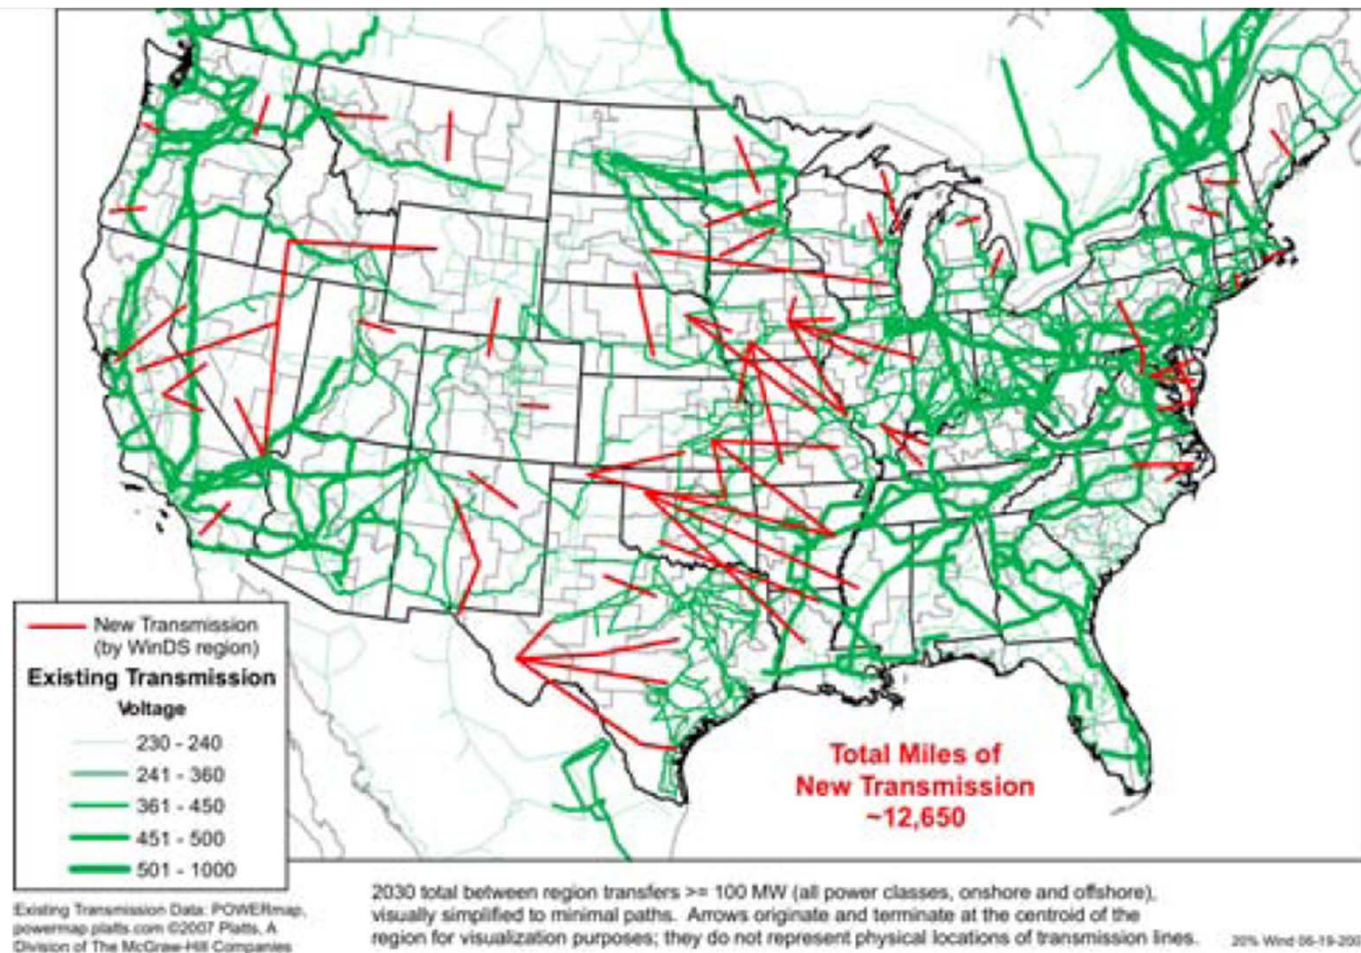 New Transmission
(by WinDS region)
Existing Transmission
Voltage
230 - 240
241 - 360
361 - 450
451 - 500
501 - 1000
Total Miles of
New Transmission
~12,650
Existing Transmission Data: POWERmap,
powermap.platts.com ©2007 Platts, A
Division of The McGraw-Hill Companies
2030 total between region transfers >= 100 MW (all power classes, onshore and offshore),
visually simplified to minimal paths. Arrows originate and terminate at the centroid of the
region for visualization purposes; they do not represent physical locations of transmission lines.
20% Wind 06-19-200